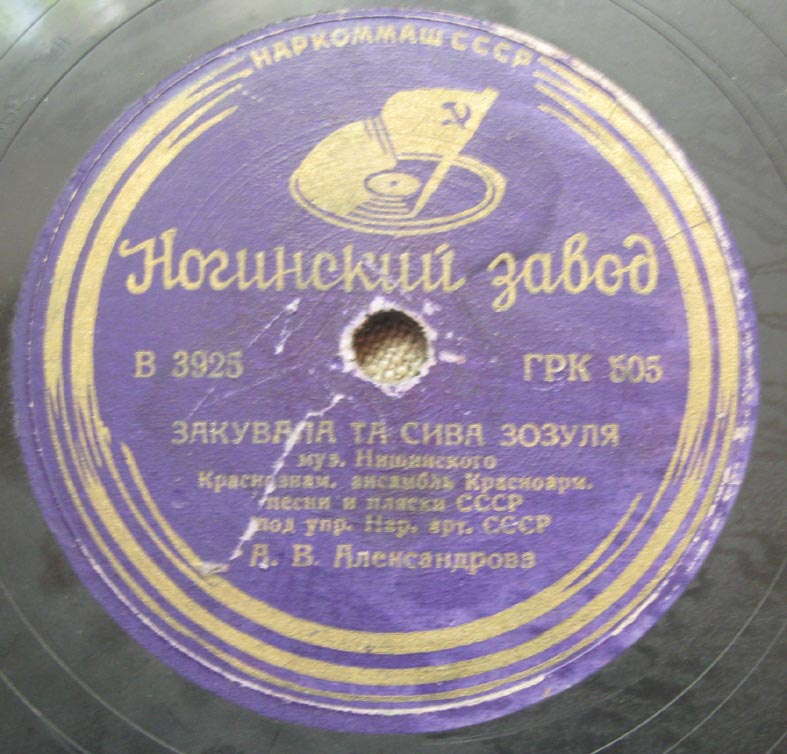 НАРКОММАШ СССР
Ногинский завод
В 3925
ГРК 505
ЗАКУВАЛА ТА СИВА ЗОЗУЛЯ
муз. Нишинского
Краснознам. ансамбль Красноарм.
песни и пляски СССР
под упр. Нар. арт. СССР
А. В. Александрова